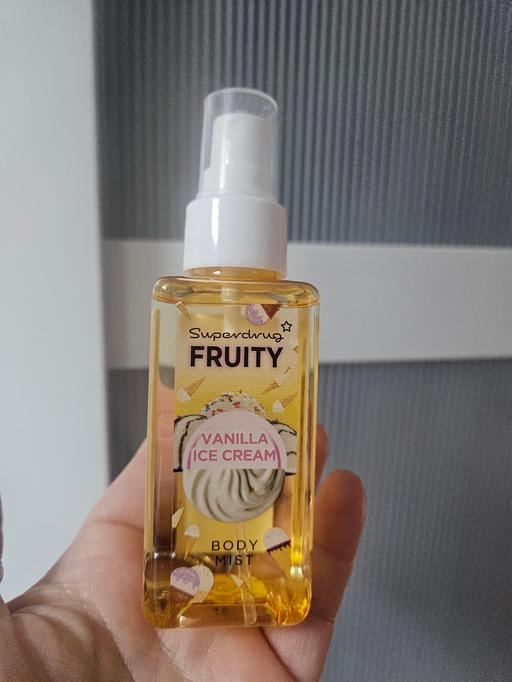 Superdrug
FRUITY
VANILLA
ICE CREAM
BODY
MIST